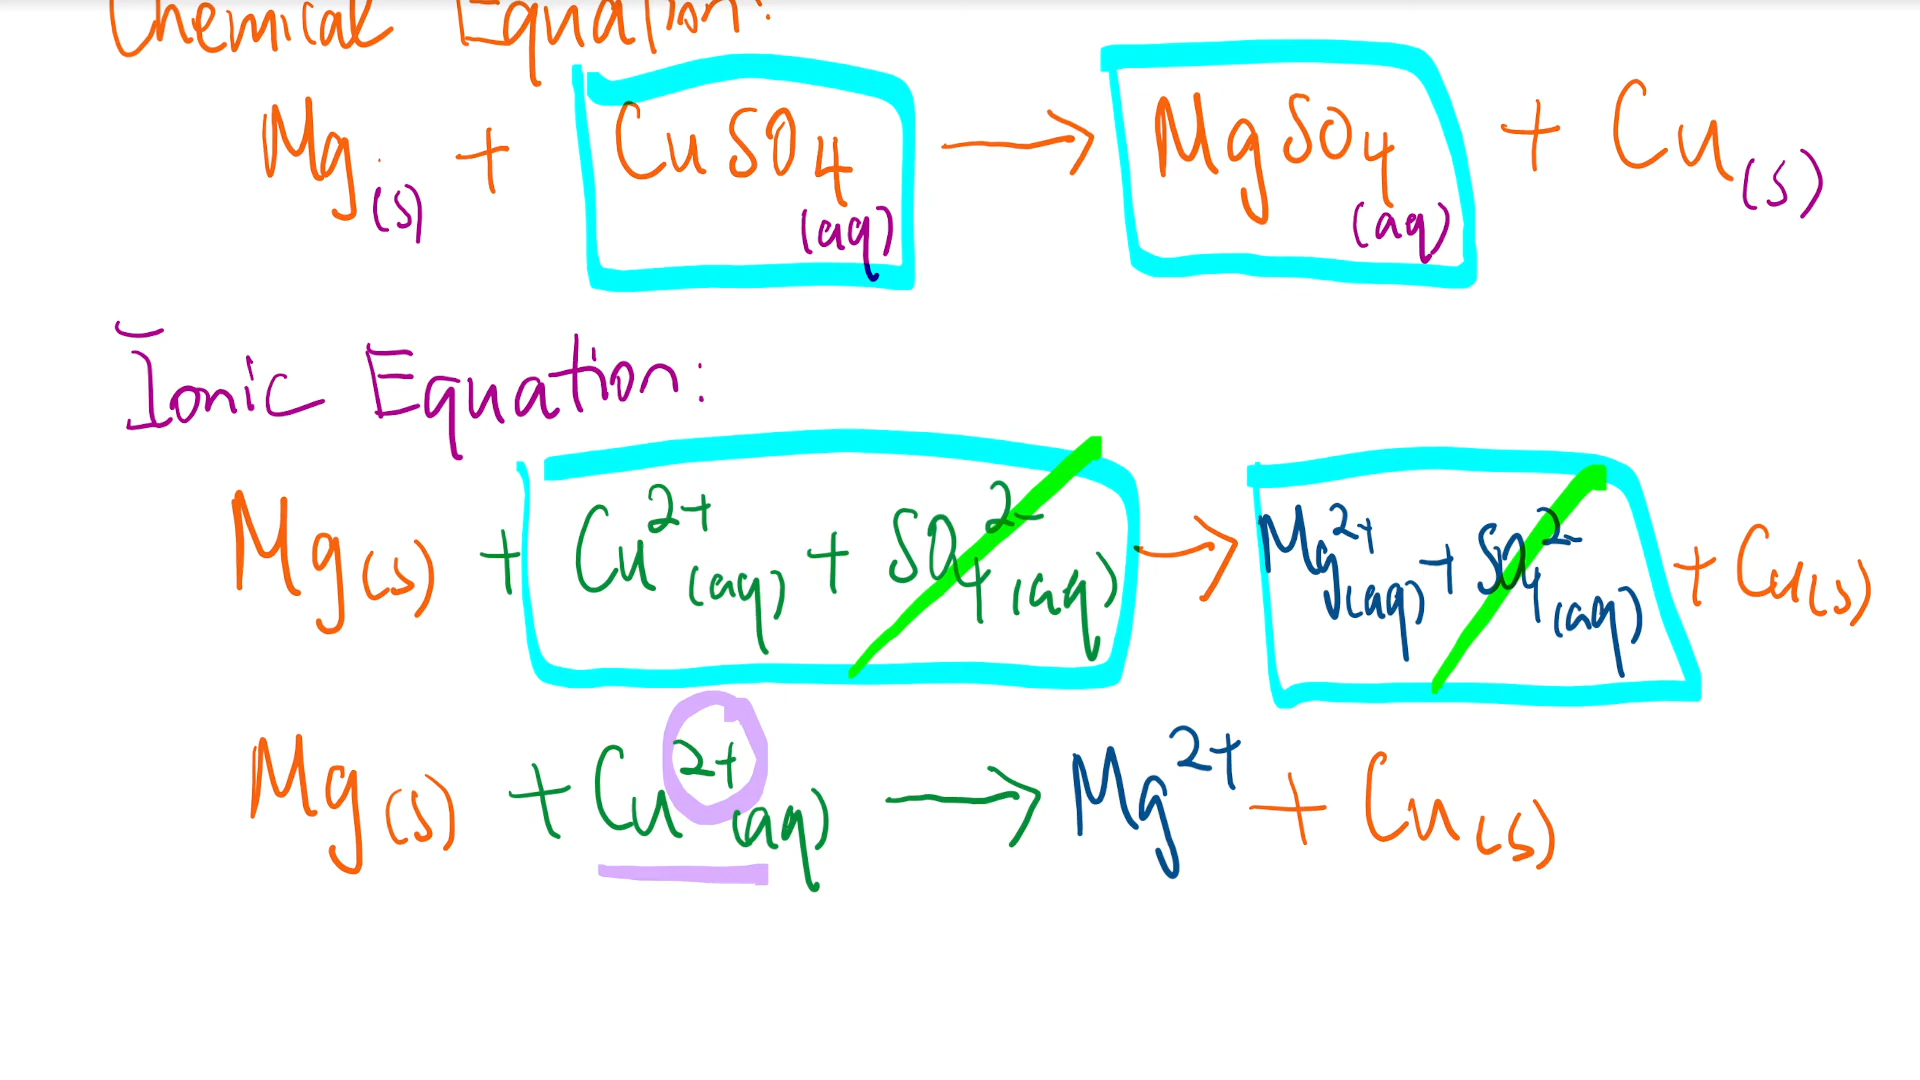 Chemical Equation:
Mg(s) + CuSO₄(aq) → MgSO₄(aq) + Cu(s)
Ionic Equation:
Mg(s) + Cu²⁺(aq) + SO₄²⁻(aq) → Mg²⁺(aq) + SO₄²⁻(aq) + Cu(s)
Mg(s) + Cu²⁺(aq) → Mg²⁺ + Cu(s)